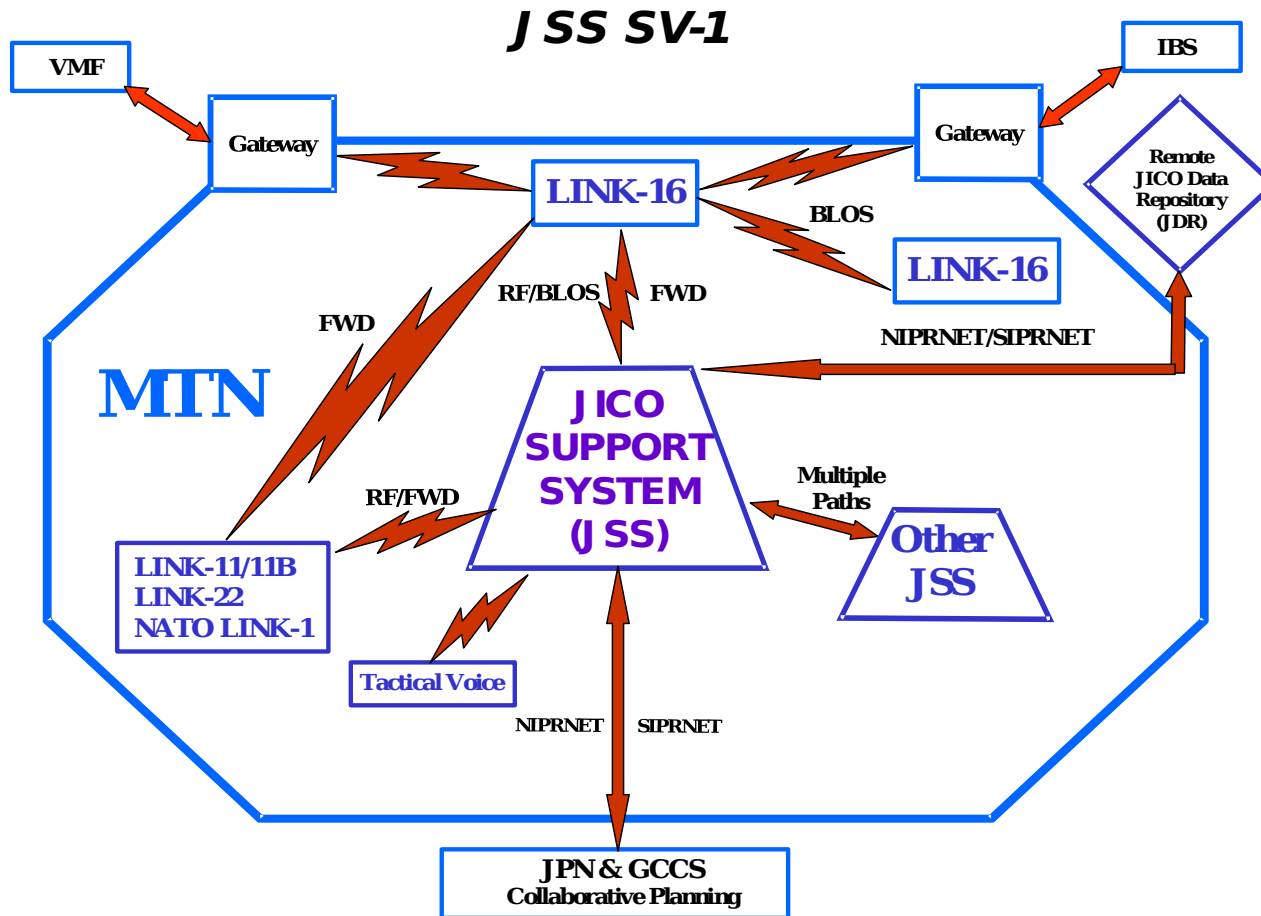 JSS SV-1
VMF
IBS
Gateway
Gateway
Remote
JICO Data
Repository
(JDR)
LINK-16
BLOS
LINK-16
RF/BLOS
FWD
FWD
NIPRNET/SIPRNET
MTN
JICO
SUPPORT
SYSTEM
(JSS)
Multiple
Paths
RF/FWD
Other
JSS
LINK-11/11B
LINK-22
NATO LINK-1
Tactical Voice
NIPRNET
SIPRNET
JPN & GCCS
Collaborative Planning